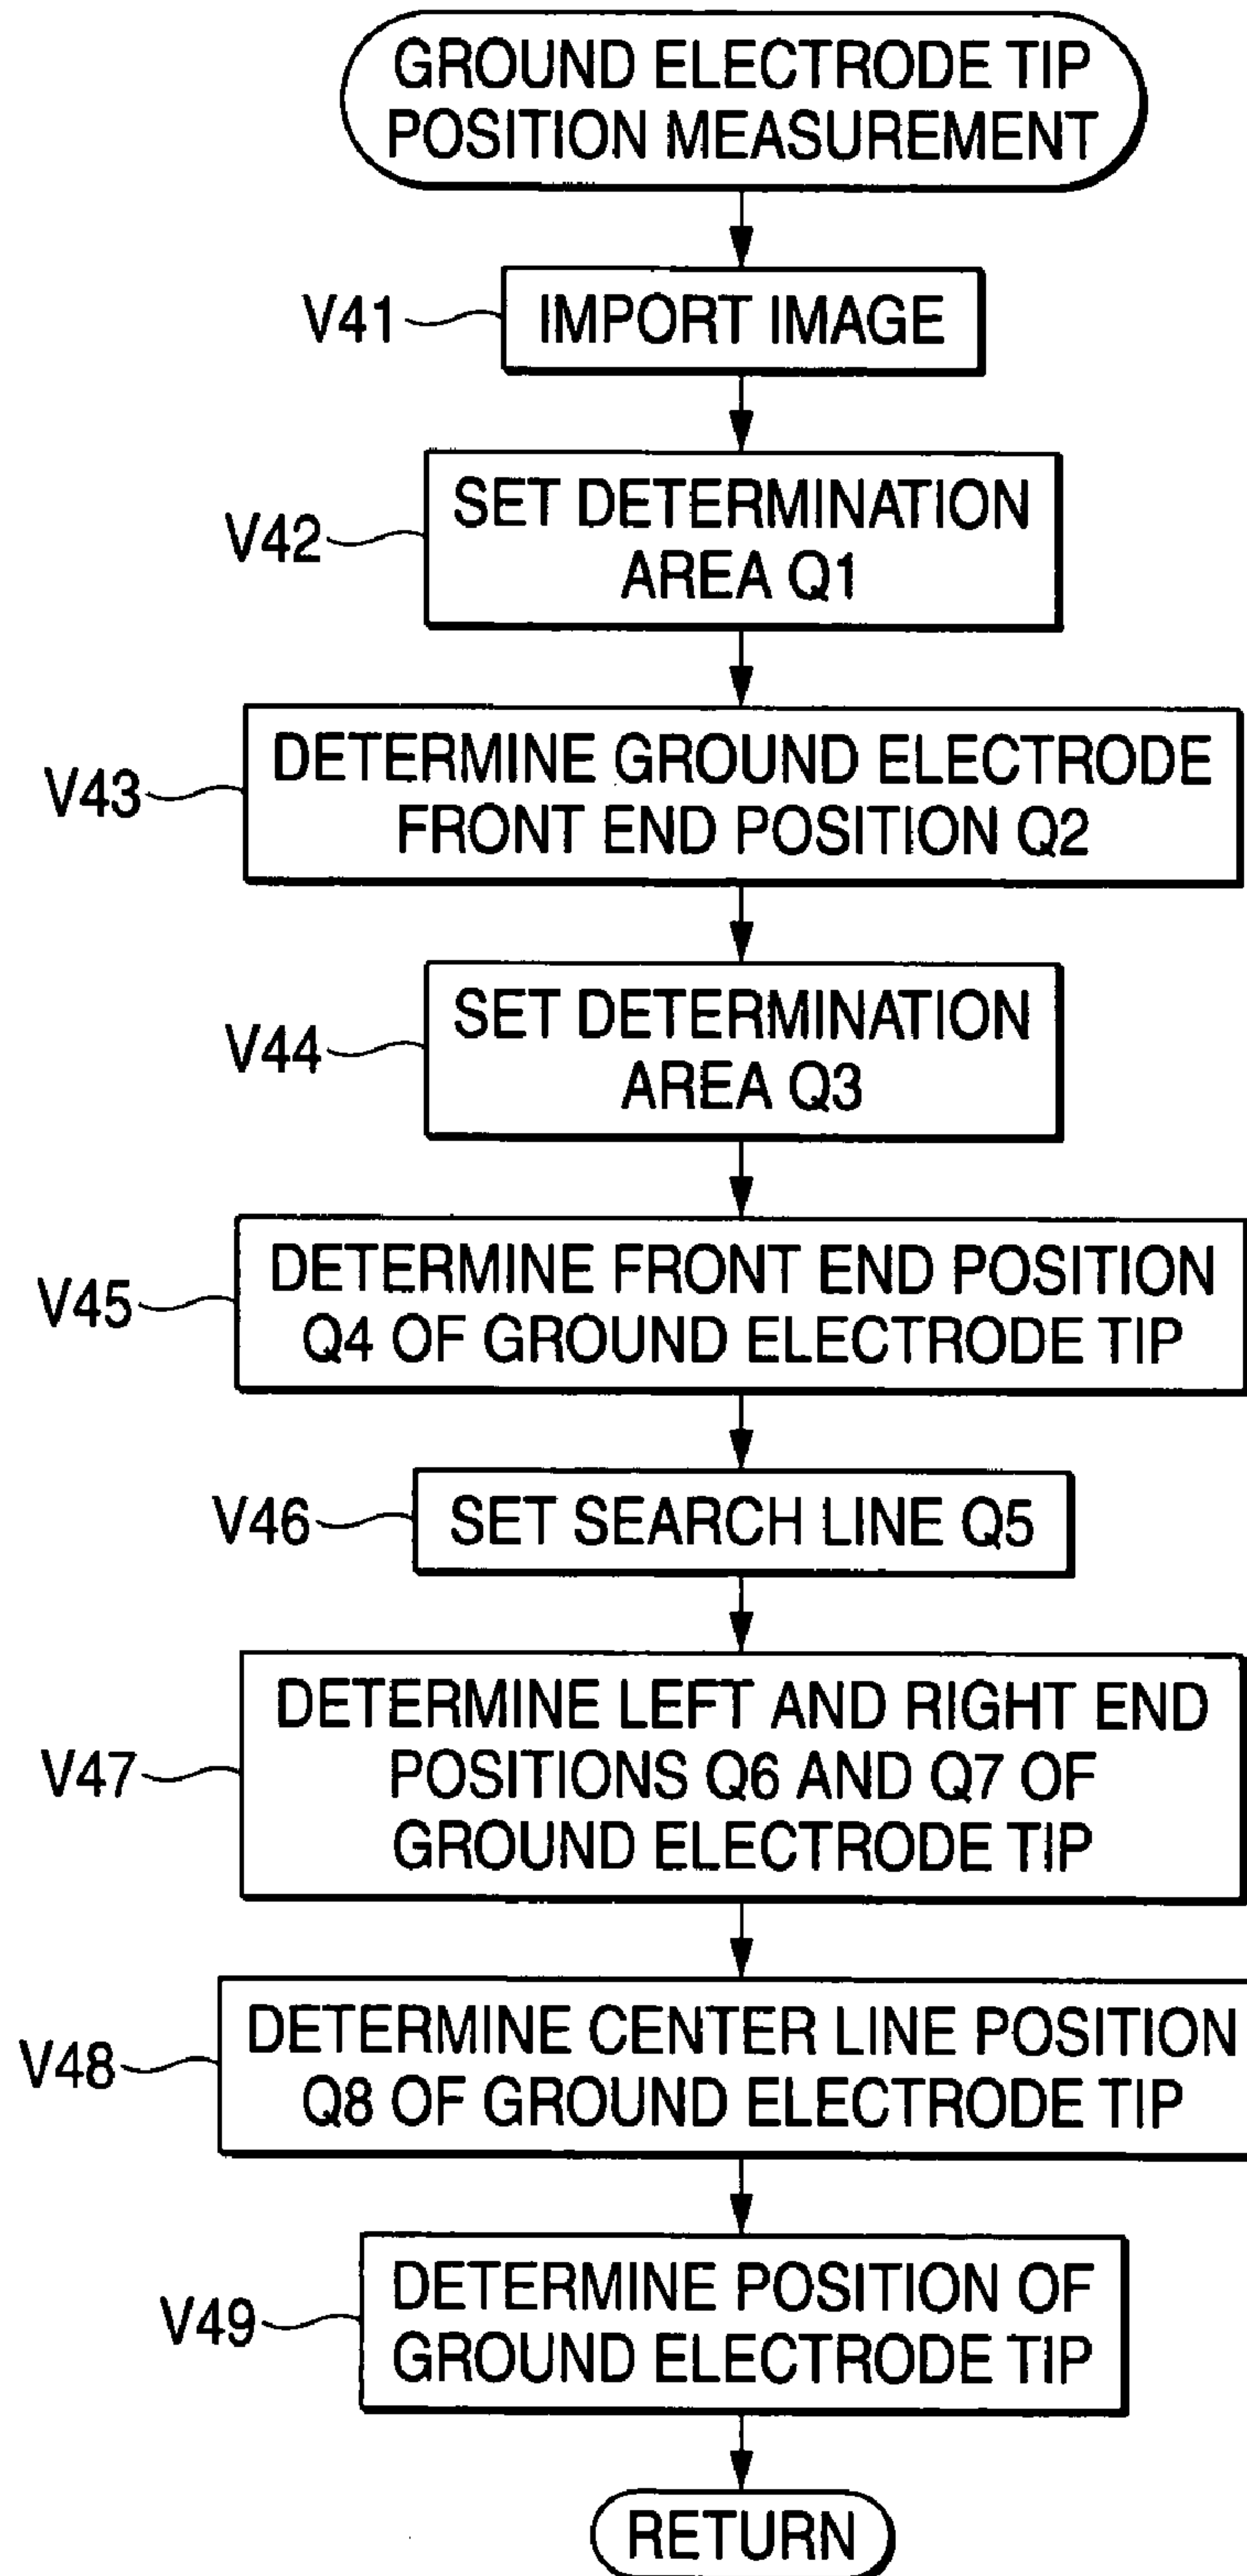 GROUND ELECTRODE TIP
POSITION MEASUREMENT
V41
IMPORT IMAGE
V42
SET DETERMINATION
AREA Q1
V43
DETERMINE GROUND ELECTRODE
FRONT END POSITION Q2
V44
SET DETERMINATION
AREA Q3
V45
DETERMINE FRONT END POSITION
Q4 OF GROUND ELECTRODE TIP
V46
SET SEARCH LINE Q5
V47
DETERMINE LEFT AND RIGHT END
POSITIONS Q6 AND Q7 OF
GROUND ELECTRODE TIP
V48
DETERMINE CENTER LINE POSITION
Q8 OF GROUND ELECTRODE TIP
V49
DETERMINE POSITION OF
GROUND ELECTRODE TIP
RETURN